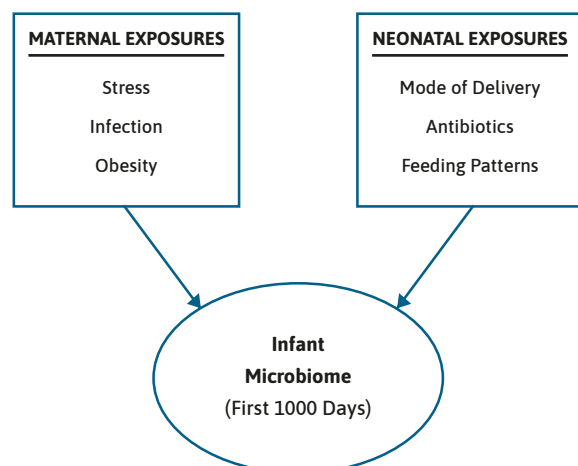 MATERNAL EXPOSURES
Stress
Infection
Obesity
NEONATAL EXPOSURES
Mode of Delivery
Antibiotics
Feeding Patterns
Infant
Microbiome
(First 1000 Days)